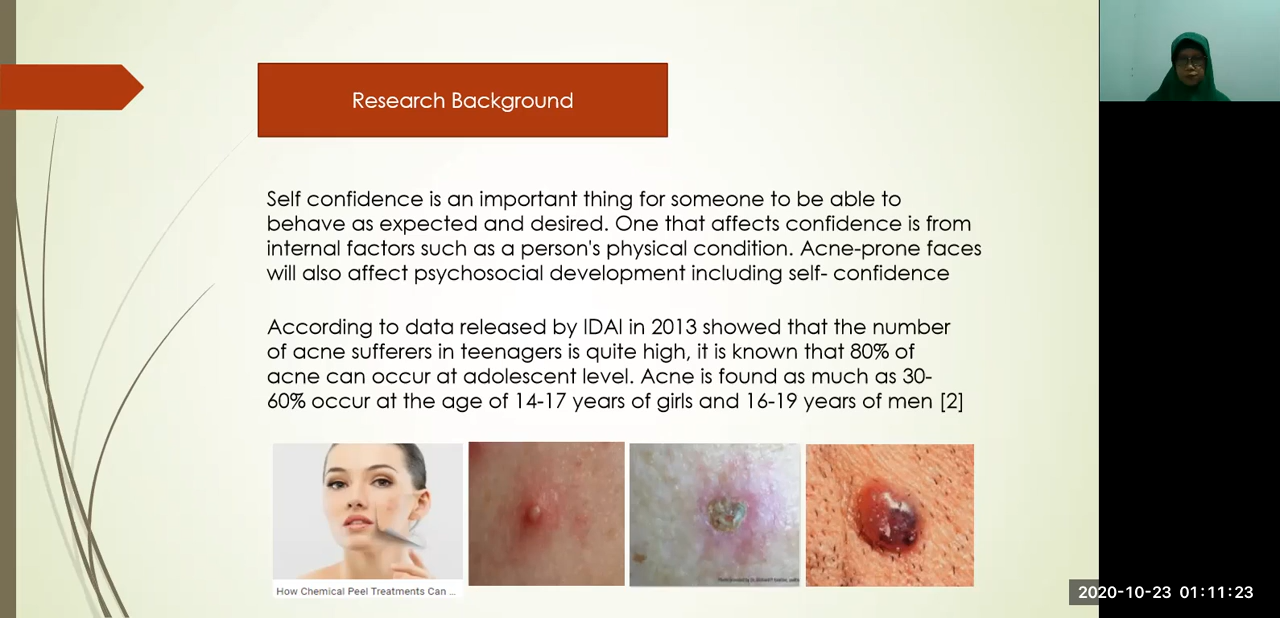 Research Background
Self confidence is an important thing for someone to be able to
behave as expected and desired. One that affects confidence is from
internal factors such as a person's physical condition. Acne-prone faces
will also affect psychosocial development including self- confidence
According to data released by IDAI in 2013 showed that the number
of acne sufferers in teenagers is quite high, it is known that 80% of
acne can occur at adolescent level. Acne is found as much as 30-
60% occur at the age of 14-17 years of girls and 16-19 years of men [2]
How Chemical Peel Treatments Can ...
2020-10-23 01:11:23